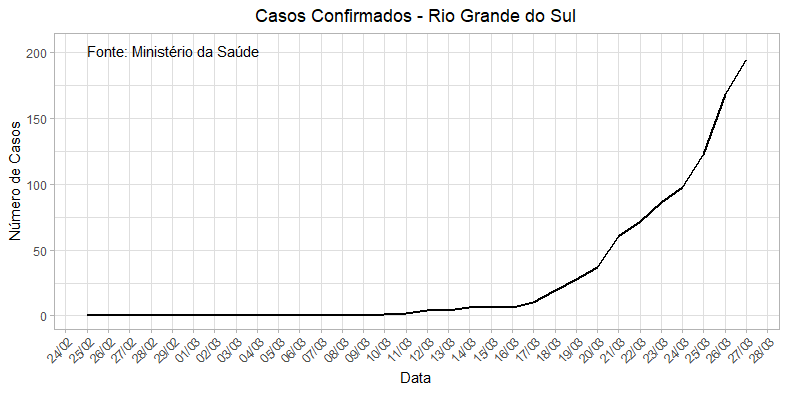 Casos Confirmados - Rio Grande do Sul
Fonte: Ministério da Saúde
Número de Casos
200
150
100
50
0
24/02 25/02 26/02 27/02 28/02 29/02 01/03 02/03 03/03 04/03 05/03 06/03 07/03 08/03 09/03 10/03 11/03 12/03 13/03 14/03 15/03 16/03 17/03 18/03 19/03 20/03 21/03 22/03 23/03 24/03 25/03 26/03 27/03 28/03
Data